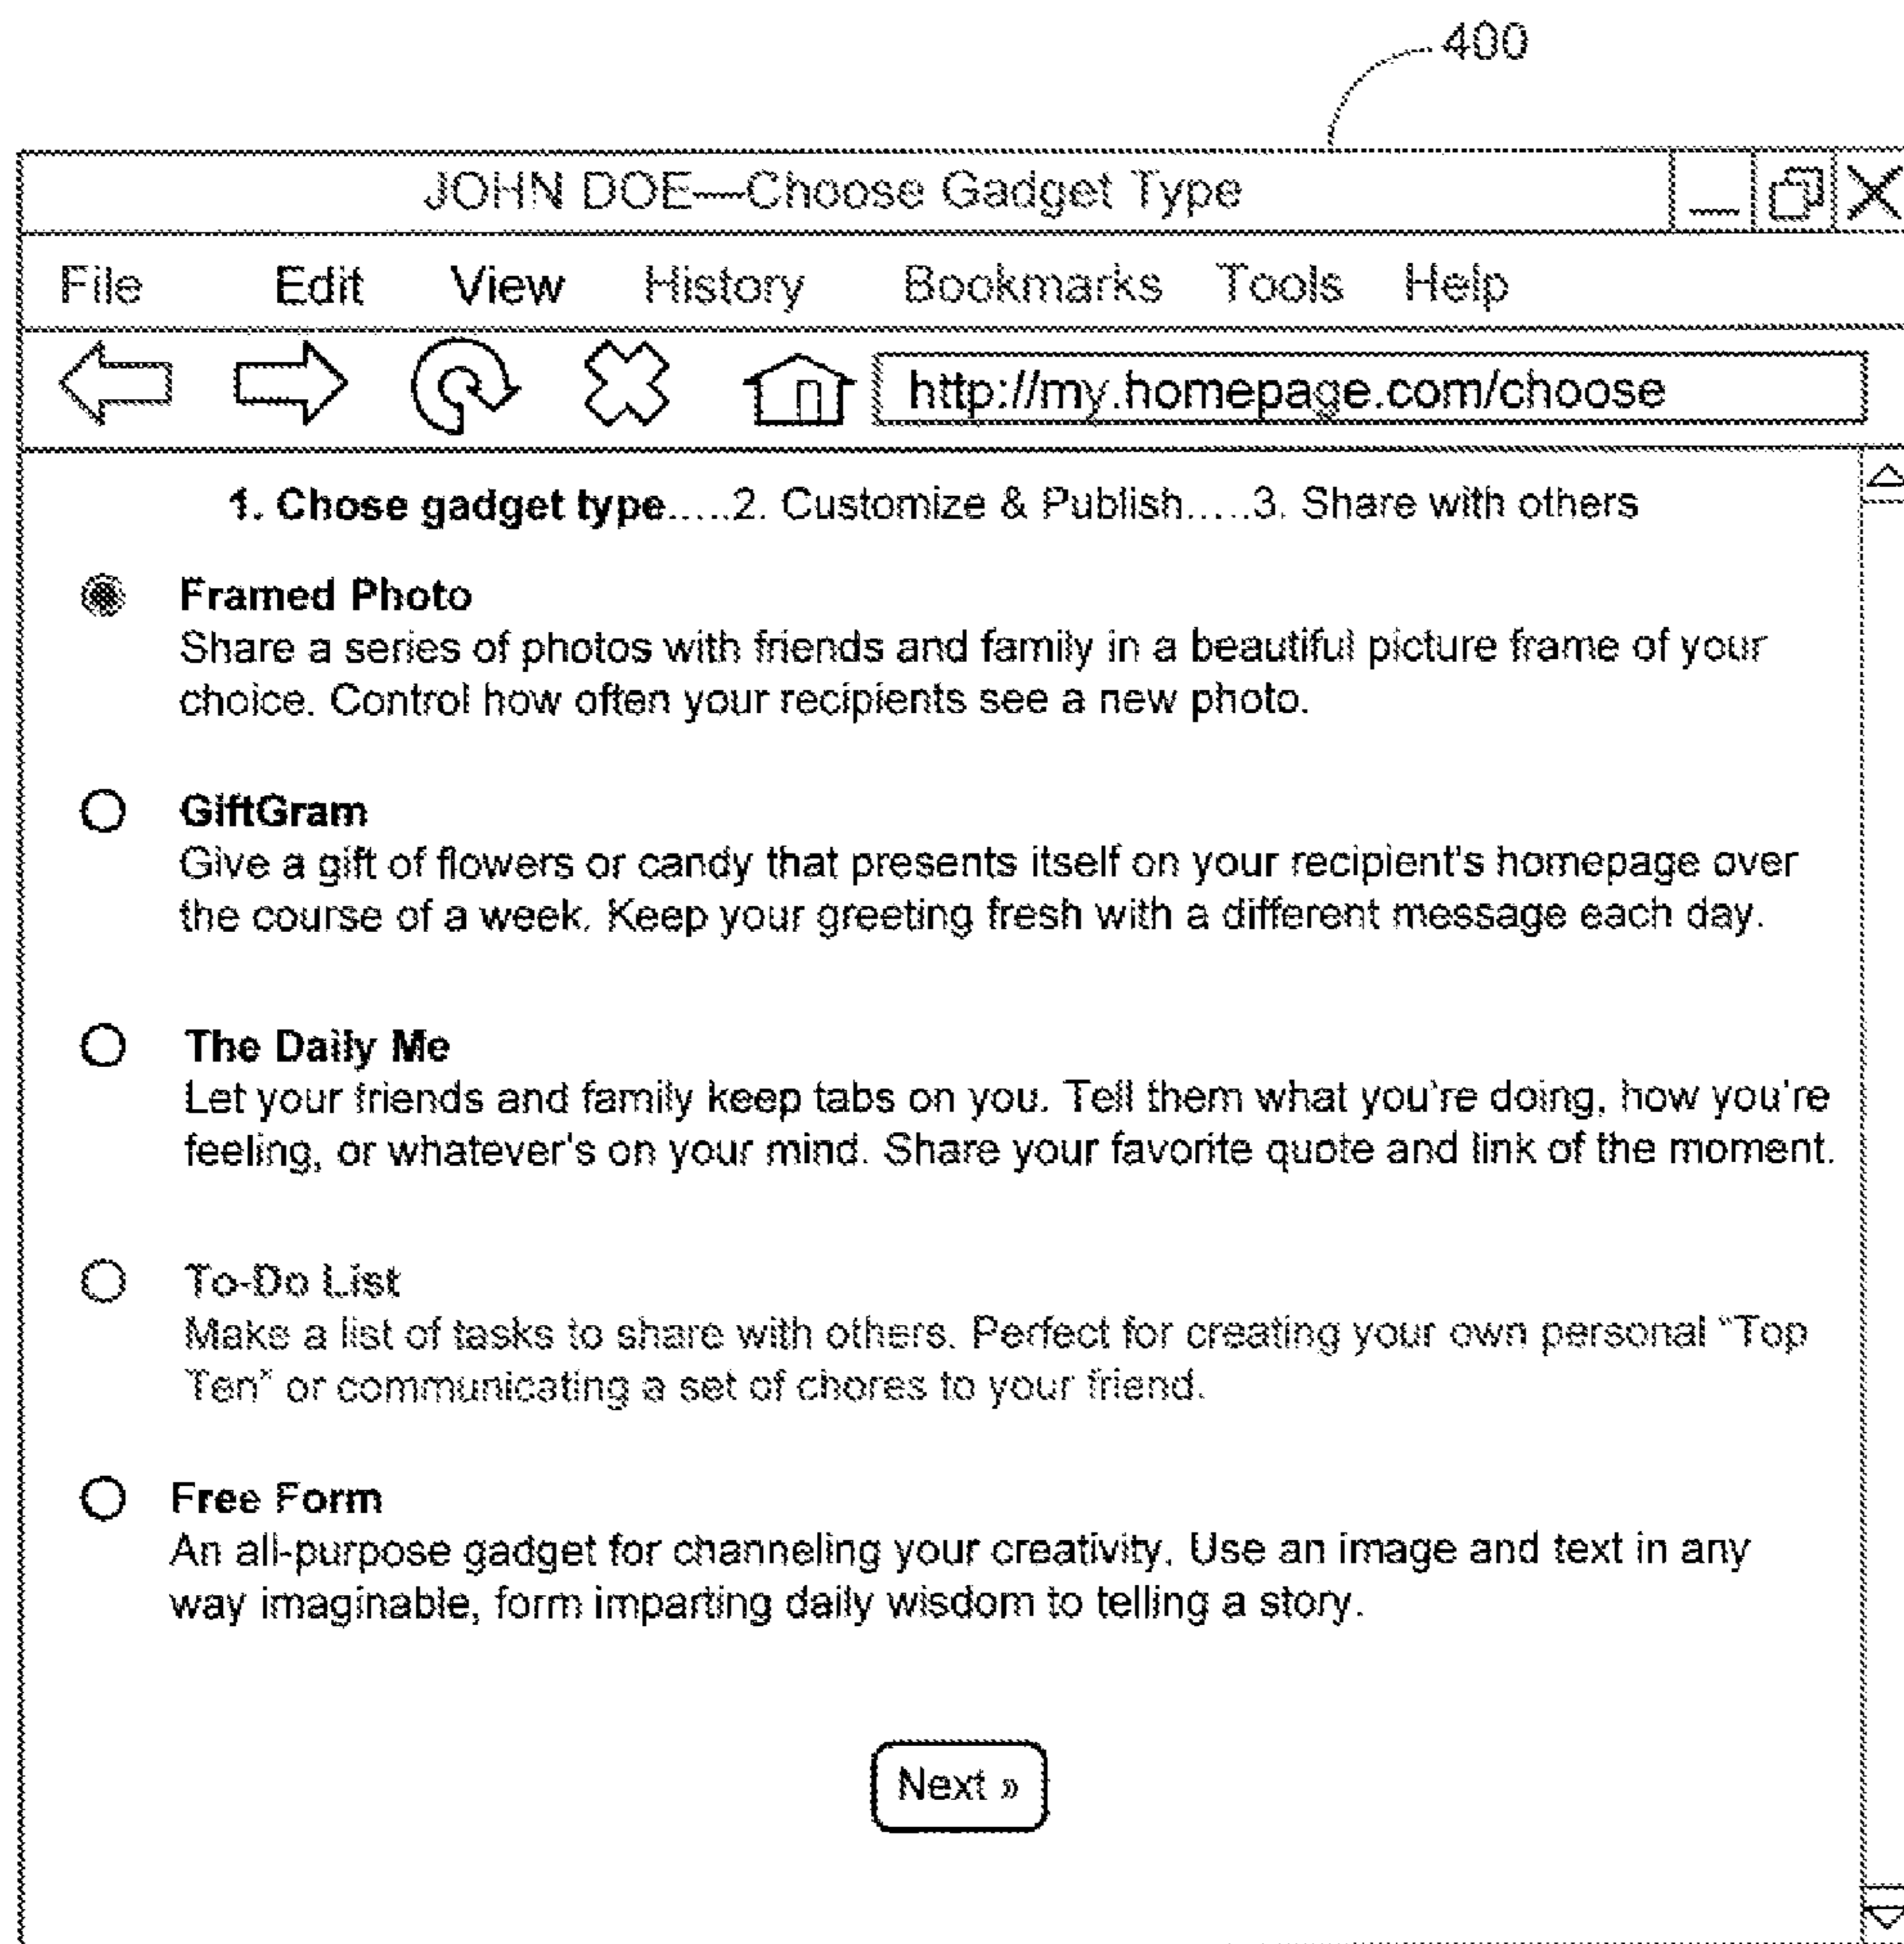 400
JOHN DOE—Choose Gadget Type
File Edit View History Bookmarks Tools Help
http://my.homepage.com/choose
1. Chose gadget type.....2. Customize & Publish.....3. Share with others
Framed Photo
Share a series of photos with friends and family in a beautiful picture frame of your
choice. Control how often your recipients see a new photo.
GiftGram
Give a gift of flowers or candy that presents itself on your recipient's homepage over
the course of a week. Keep your greeting fresh with a different message each day.
The Daily Me
Let your friends and family keep tabs on you. Tell them what you're doing, how you're
feeling, or whatever's on your mind. Share your favorite quote and link of the moment.
To-Do List
Make a list of tasks to share with others. Perfect for creating your own personal “Top
Ten” or communicating a set of chores to your friend.
Free Form
An all-purpose gadget for channeling your creativity. Use an image and text in any
way imaginable, form imparting daily wisdom to telling a story.
Next »